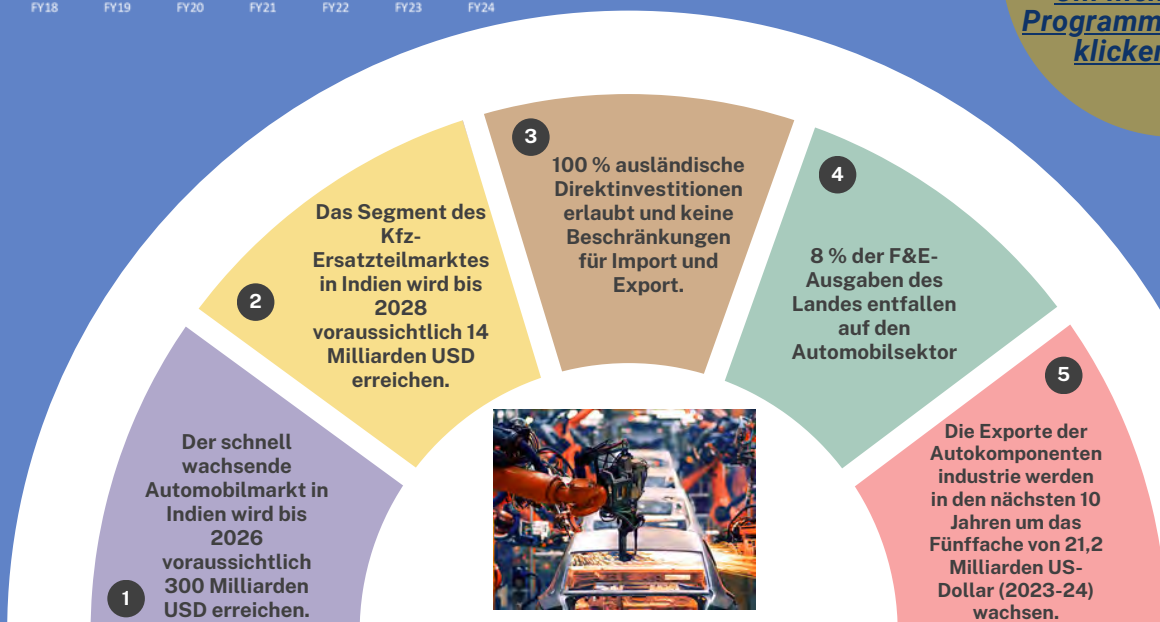 FY18 FY19 FY20 FY21 FY22 FY23 FY24
Programm
klicken
1
Der schnell
wachsende
Automobilmarkt in
Indien wird bis
2026
voraussichtlich
300 Milliarden
USD erreichen.
2
Das Segment des
Kfz-
Ersatzteilmarktes
in Indien wird bis
2028
voraussichtlich 14
Milliarden USD
erreichen.
3
100 % ausländische
Direktinvestitionen
erlaubt und keine
Beschränkungen
für Import und
Export.
4
8 % der F&E-
Ausgaben des
Landes entfallen
auf den
Automobilsektor
5
Die Exporte der
Autokomponenten
industrie werden
in den nächsten 10
Jahren um das
Fünffache von 21,2
Milliarden US-
Dollar (2023-24)
wachsen.